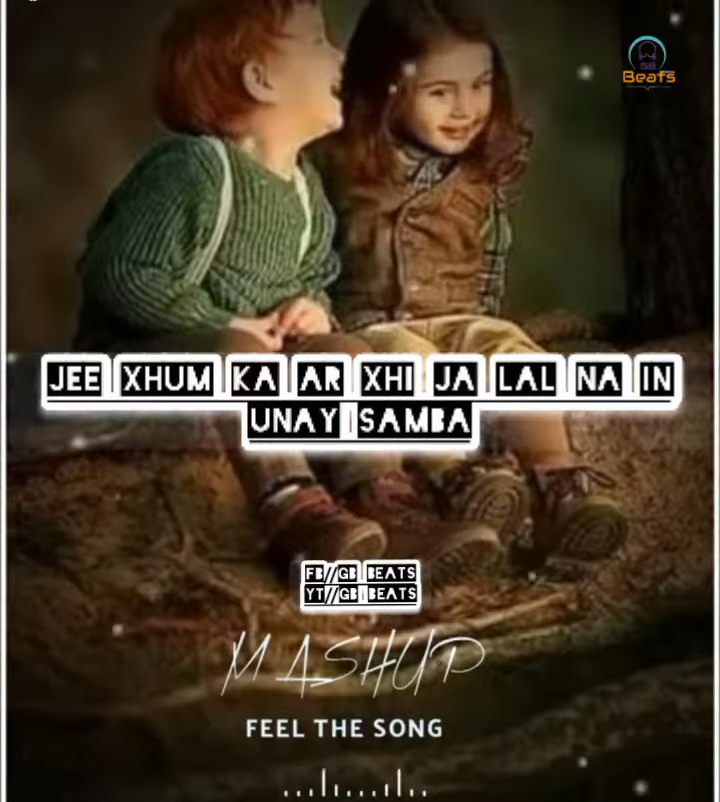 GB
Beats
JEE XHUM KA AR XHI JA LAL NA IN
UNAY SAMBA
FB//GB BEATS
YT//GB BEATS
MASHUP
FEEL THE SONG